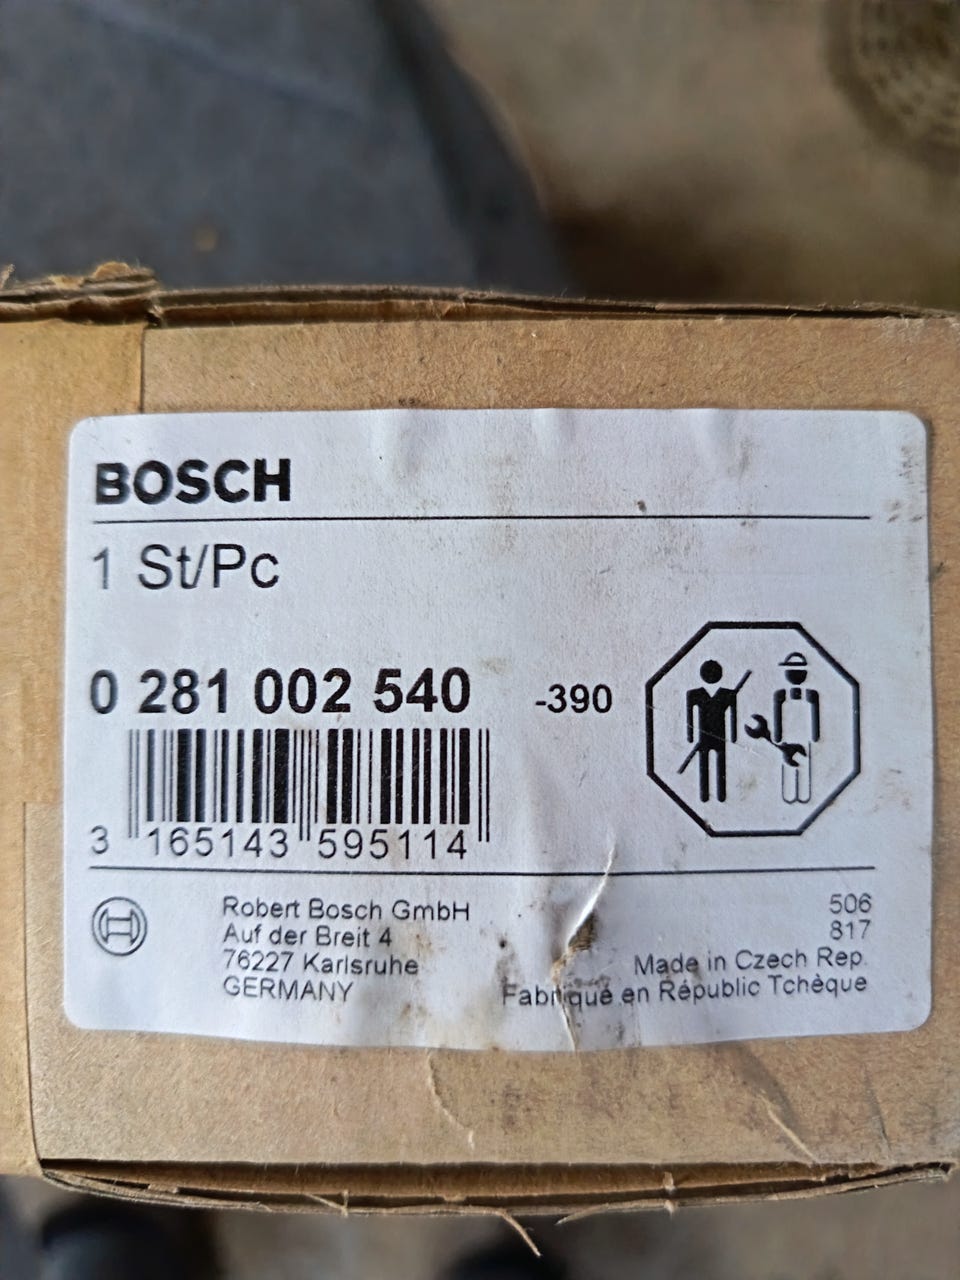 BOSCH
1 St/Pc
0 281 002 540 -390
3 165143 595114
Robert Bosch GmbH
Auf der Breit 4
76227 Karlsruhe
GERMANY
506
817
Made in Czech Rep.
Fabriqué en Républic Tchèque